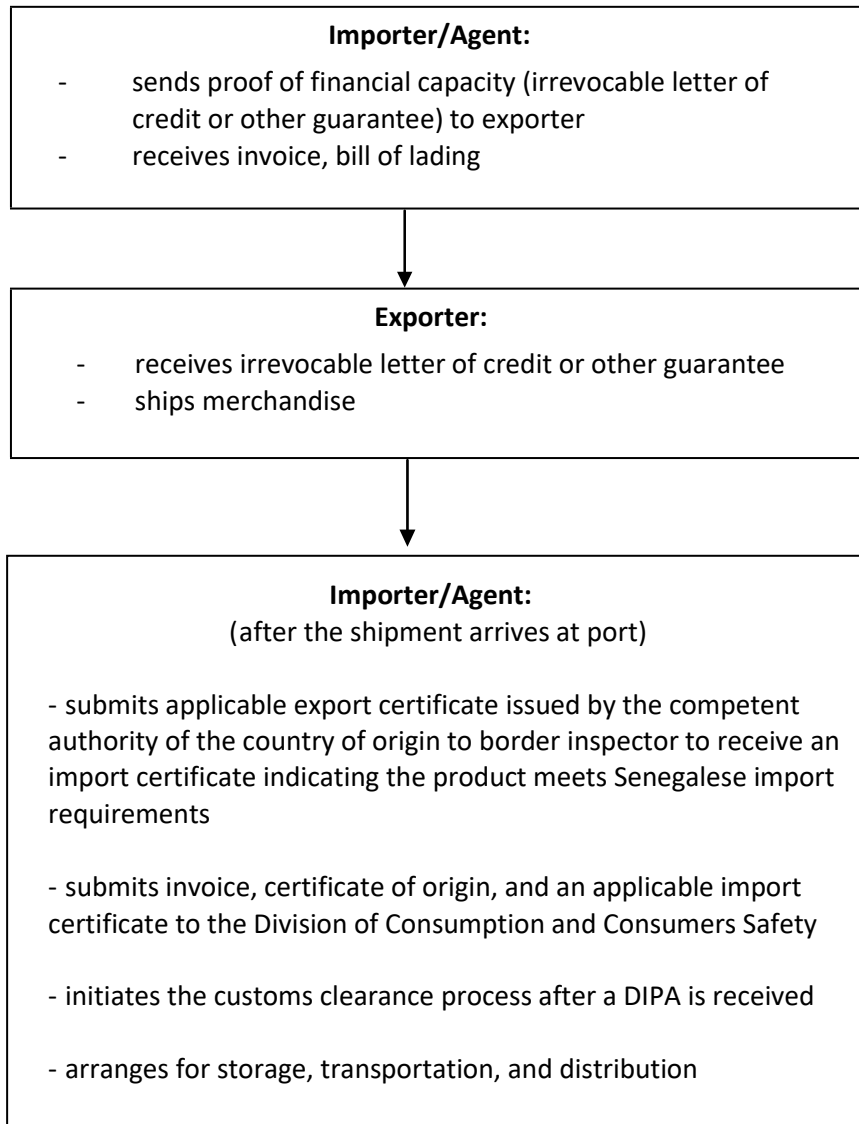 Importer/Agent:
- sends proof of financial capacity (irrevocable letter of
credit or other guarantee) to exporter
- receives invoice, bill of lading
Exporter:
- receives irrevocable letter of credit or other guarantee
- ships merchandise
Importer/Agent:
(after the shipment arrives at port)
- submits applicable export certificate issued by the competent
authority of the country of origin to border inspector to receive an
import certificate indicating the product meets Senegalese import
requirements
- submits invoice, certificate of origin, and an applicable import
certificate to the Division of Consumption and Consumers Safety
- initiates the customs clearance process after a DIPA is received
- arranges for storage, transportation, and distribution